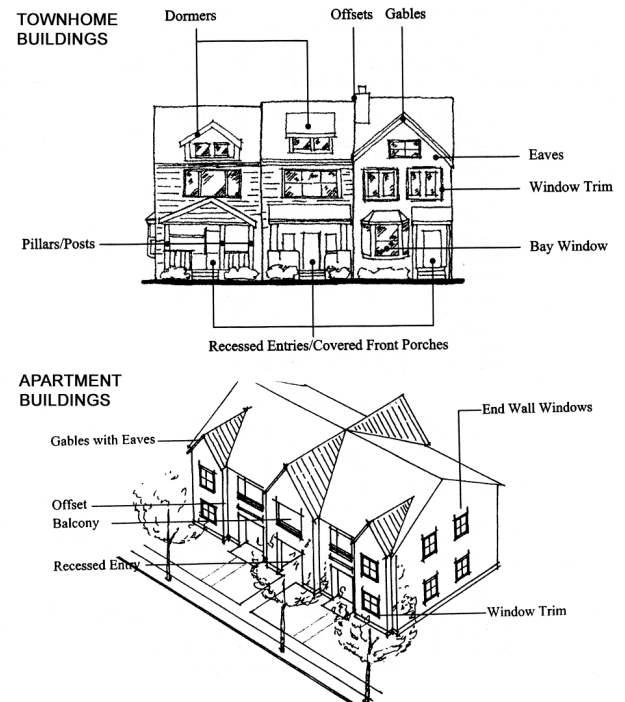 TOWNHOME
BUILDINGS
Dormers
Offsets
Gables
Eaves
Window Trim
Pillars/Posts
Bay Window
Recessed Entries/Covered Front Porches
APARTMENT
BUILDINGS
End Wall Windows
Gables with Eaves
Offset
Balcony
Recessed Entry
Window Trim